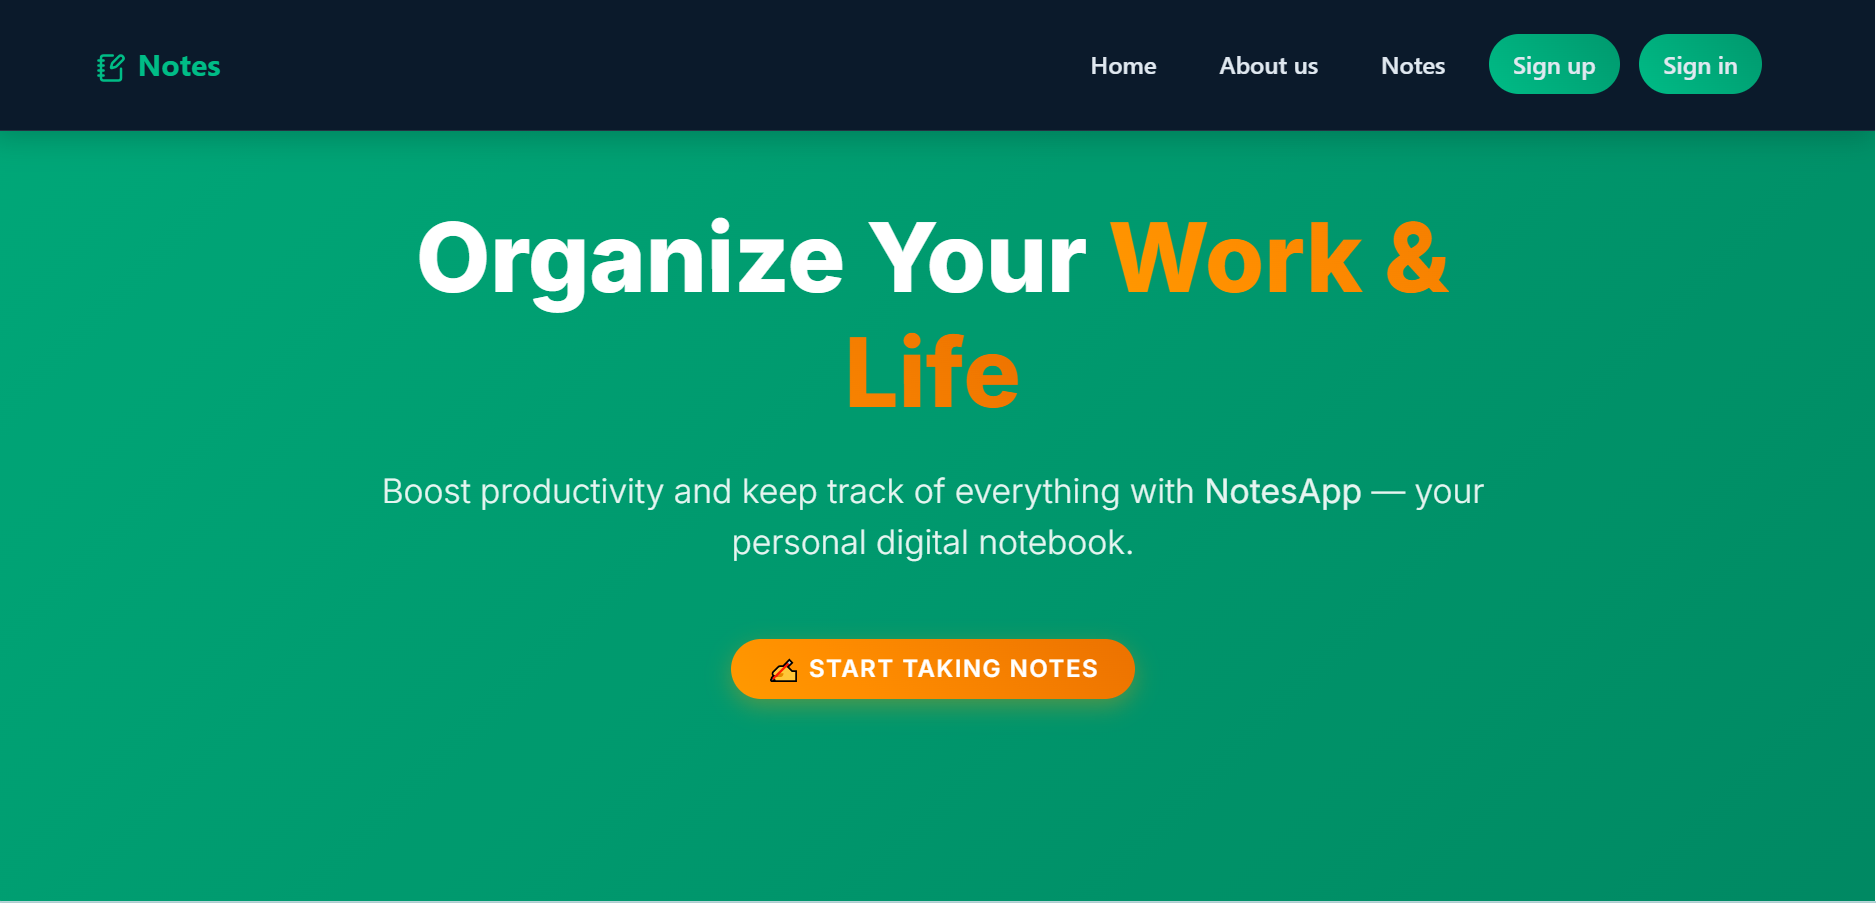 Notes
Home
About us
Notes
Sign up
Sign in
Organize Your Work &
Life
Boost productivity and keep track of everything with NotesApp — your
personal digital notebook.
✍️ START TAKING NOTES